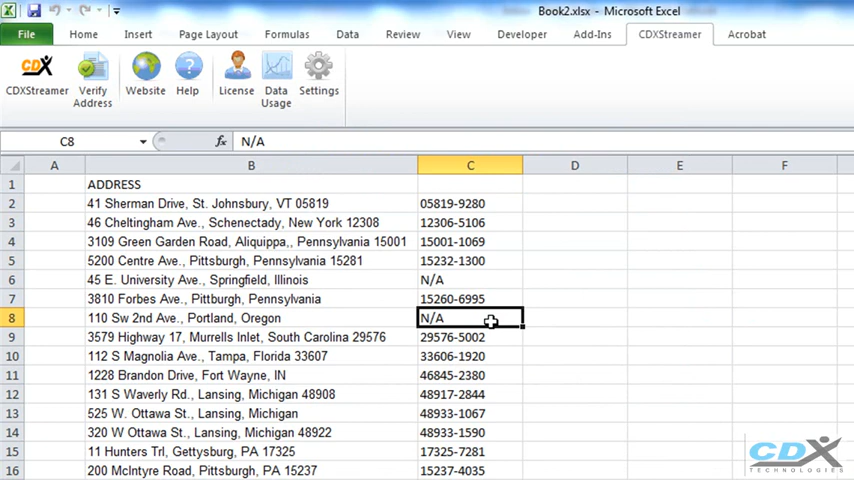 Book2.xlsx - Microsoft Excel
File Home Insert Page Layout Formulas Data Review View Developer Add-Ins CDXStreamer Acrobat
CDX
CDXStreamer Verify Address Website Help License Data Usage Settings
C8 fx N/A
A B C D E F
1 ADDRESS
2 41 Sherman Drive, St. Johnsbury, VT 05819 05819-9280
3 46 Cheltingham Ave., Schenectady, New York 12308 12306-5106
4 3109 Green Garden Road, Aliquippa,, Pennsylvania 15001 15001-1069
5 5200 Centre Ave., Pittsburgh, Pennsylvania 15281 15232-1300
6 45 E. University Ave., Springfield, Illinois N/A
7 3810 Forbes Ave., Pittburgh, Pennsylvania 15260-6995
8 110 Sw 2nd Ave., Portland, Oregon N/A
9 3579 Highway 17, Murrells Inlet, South Carolina 29576 29576-5002
10 112 S Magnolia Ave., Tampa, Florida 33607 33606-1920
11 1228 Brandon Drive, Fort Wayne, IN 46845-2380
12 131 S Waverly Rd., Lansing, Michigan 48908 48917-2844
13 525 W. Ottawa St., Lansing, Michigan 48933-1067
14 320 W Ottawa St., Lansing, Michigan 48922 48933-1590
15 11 Hunters Trl, Gettysburg, PA 17325 17325-7281
16 200 McIntyre Road, Pittsburgh, PA 15237 15237-4035
CDX
TECHNOLOGIES